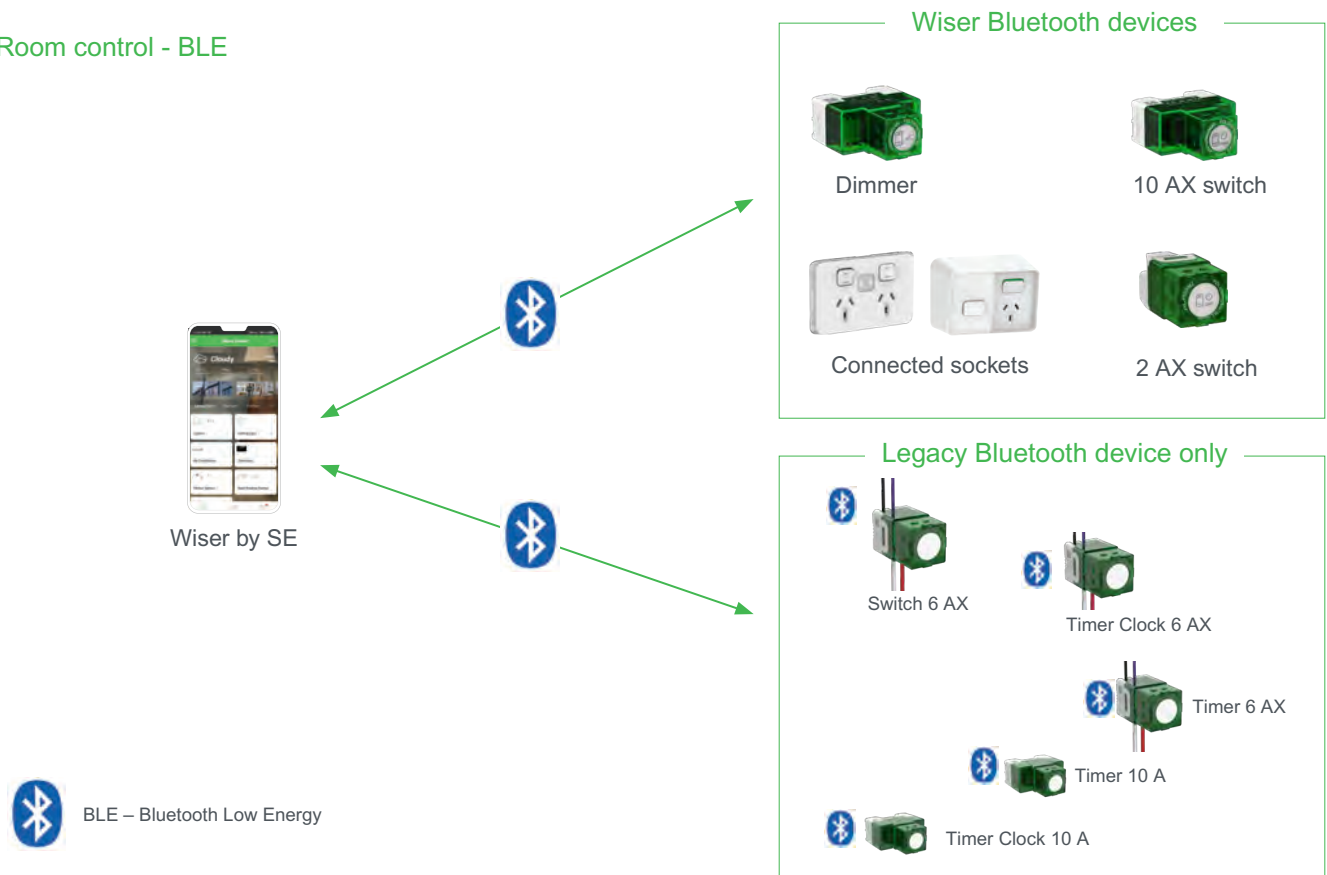 Room control - BLE
Wiser Bluetooth devices
Dimmer
10 AX switch
Connected sockets
2 AX switch
Cloudy
Wiser by SE
Legacy Bluetooth device only
Switch 6 AX
Timer Clock 6 AX
Timer 6 AX
Timer 10 A
Timer Clock 10 A
BLE – Bluetooth Low Energy